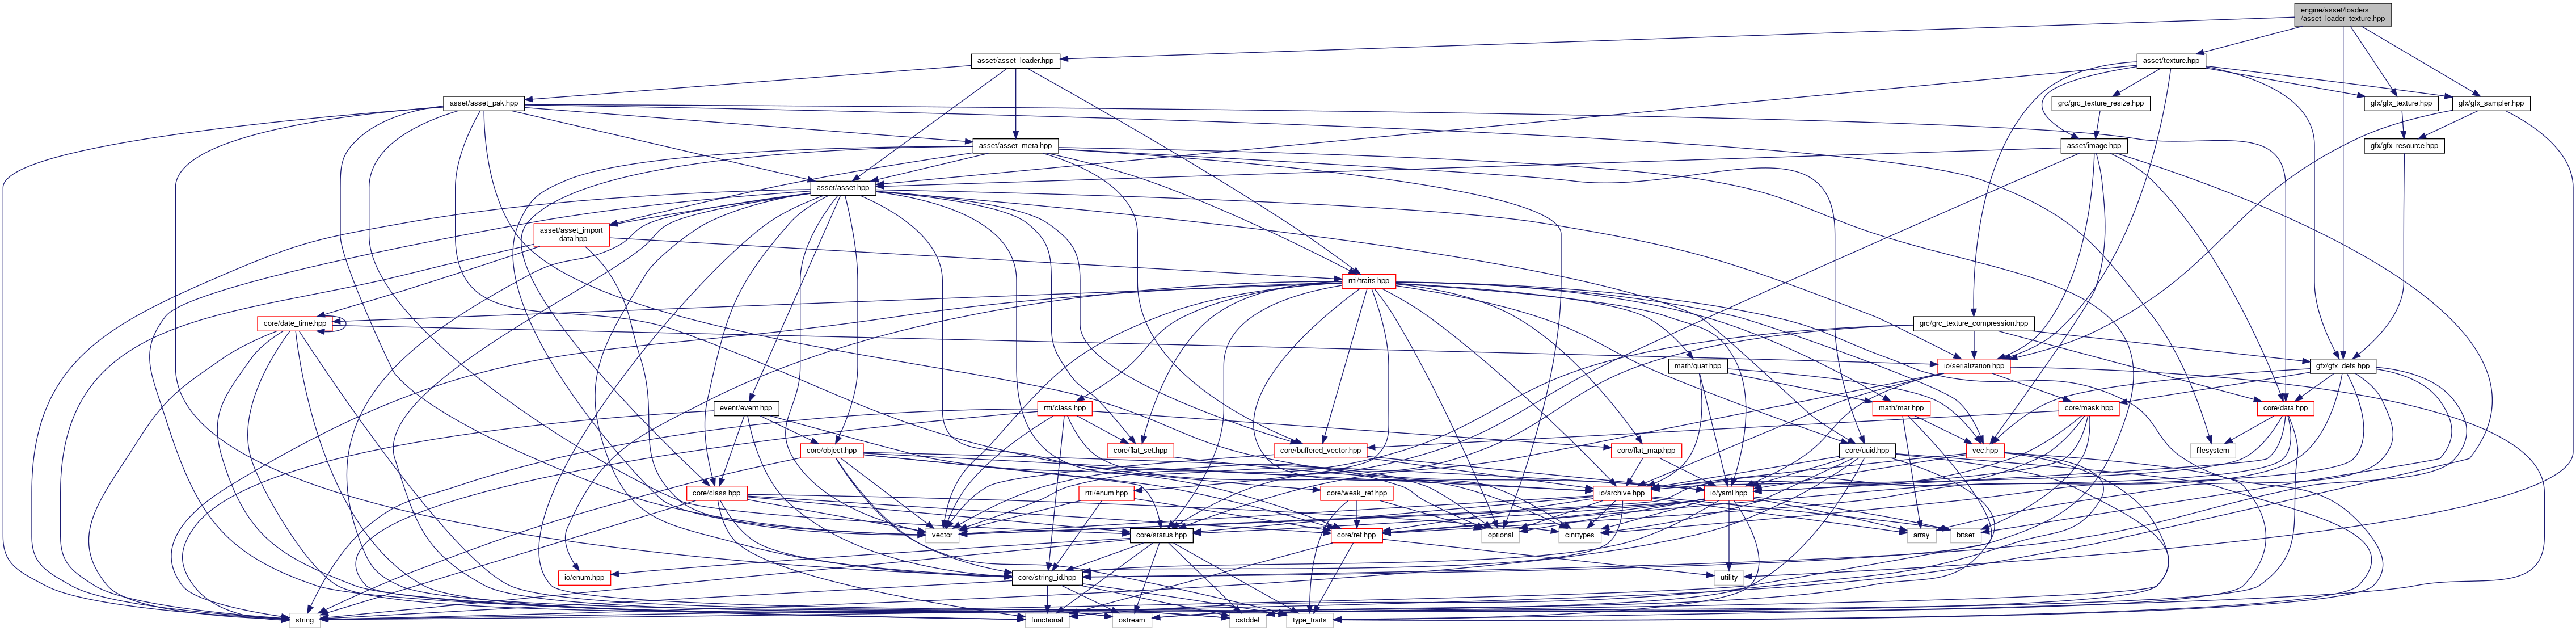 engine/asset/loaders
/asset_loader_texture.hpp
asset/asset_loader.hpp
asset/texture.hpp
asset/asset_pak.hpp
grc/grc_texture_resize.hpp
gfx/gfx_texture.hpp
gfx/gfx_sampler.hpp
asset/asset_meta.hpp
asset/image.hpp
gfx/gfx_resource.hpp
asset/asset.hpp
asset/asset_import
_data.hpp
rtti/traits.hpp
core/date_time.hpp
grc/grc_texture_compression.hpp
math/quat.hpp
io/serialization.hpp
gfx/gfx_defs.hpp
event/event.hpp
rtti/class.hpp
math/mat.hpp
core/mask.hpp
core/data.hpp
core/object.hpp
core/flat_set.hpp
core/buffered_vector.hpp
core/flat_map.hpp
core/uuid.hpp
vec.hpp
filesystem
core/class.hpp
rtti/enum.hpp
core/weak_ref.hpp
io/archive.hpp
io/yaml.hpp
vector
core/status.hpp
core/ref.hpp
optional
cinttypes
array
bitset
io/enum.hpp
core/string_id.hpp
utility
string
functional
ostream
cstddef
type_traits